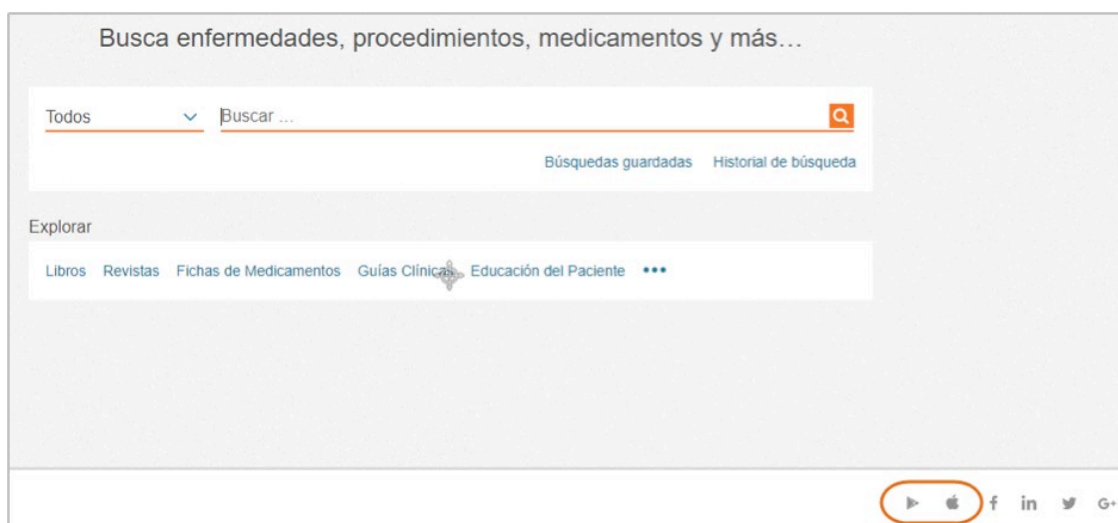 Busca enfermedades, procedimientos, medicamentos y más...
Todos Buscar ...
Búsquedas guardadas Historial de búsqueda
Explorar
Libros Revistas Fichas de Medicamentos Guías Clínicas Educación del Paciente •••
f in G+